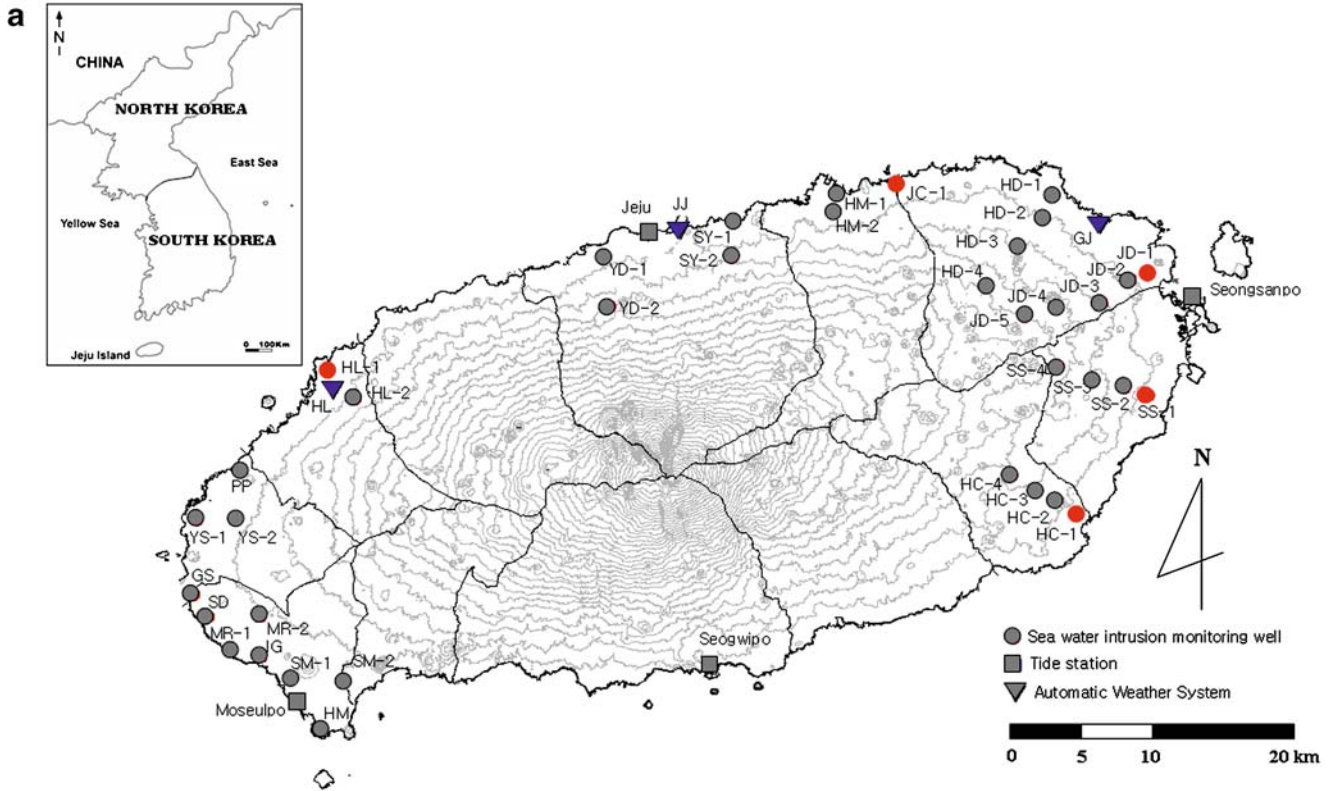 a
N
CHINA
NORTH KOREA
East Sea
Yellow Sea
SOUTH KOREA
0 100Km
Jeju Island
HD-1
JC-1
HM-1
HM-2
HD-2
Jeju
JJ
SY-1
GJ
HD-3
JD-1
SY-2
YD-1
JD-2
HD-4
JD-3
Seongsanpo
JD-4
YD-2
JD-5
HL-1
SS-4
HL
HL-2
SS-3
SS-2
SS-1
N
PP
HC-4
HC-3
HC-2
HC-1
YS-1
YS-2
GS
SD
MR-1
MR-2
IG
SM-1
SM-2
Seogwipo
Moseulpo
HM
Sea water intrusion monitoring well
Tide station
Automatic Weather System
0 5 10 20 km